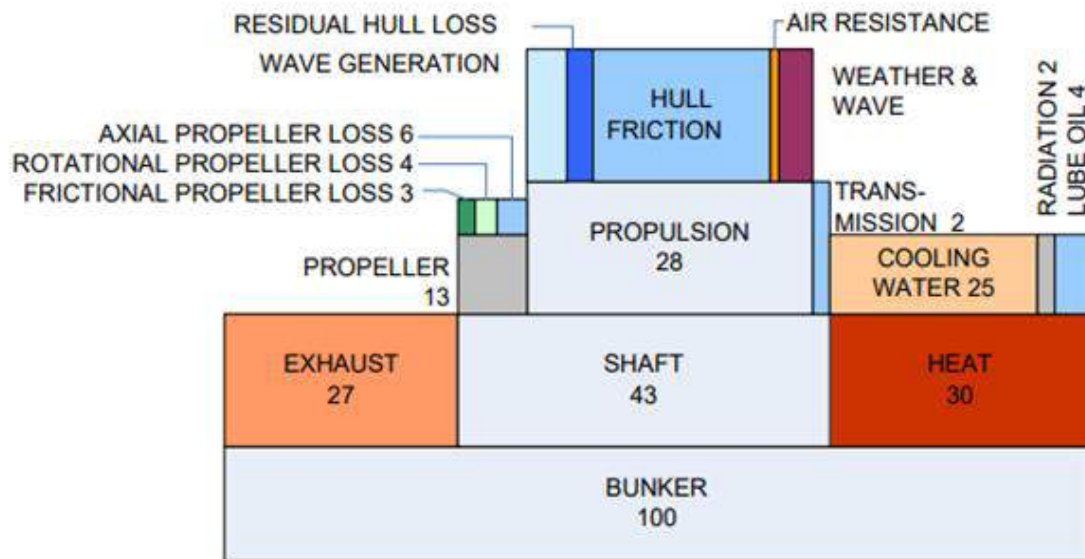 RESIDUAL HULL LOSS
WAVE GENERATION
AIR RESISTANCE
HULL
FRICTION
WEATHER &
WAVE
RADIATION 2
LUBE OIL 4
AXIAL PROPELLER LOSS 6
ROTATIONAL PROPELLER LOSS 4
FRICTIONAL PROPELLER LOSS 3
PROPELLER
13
PROPULSION
28
TRANS-
MISSION 2
COOLING
WATER 25
EXHAUST
27
SHAFT
43
HEAT
30
BUNKER
100